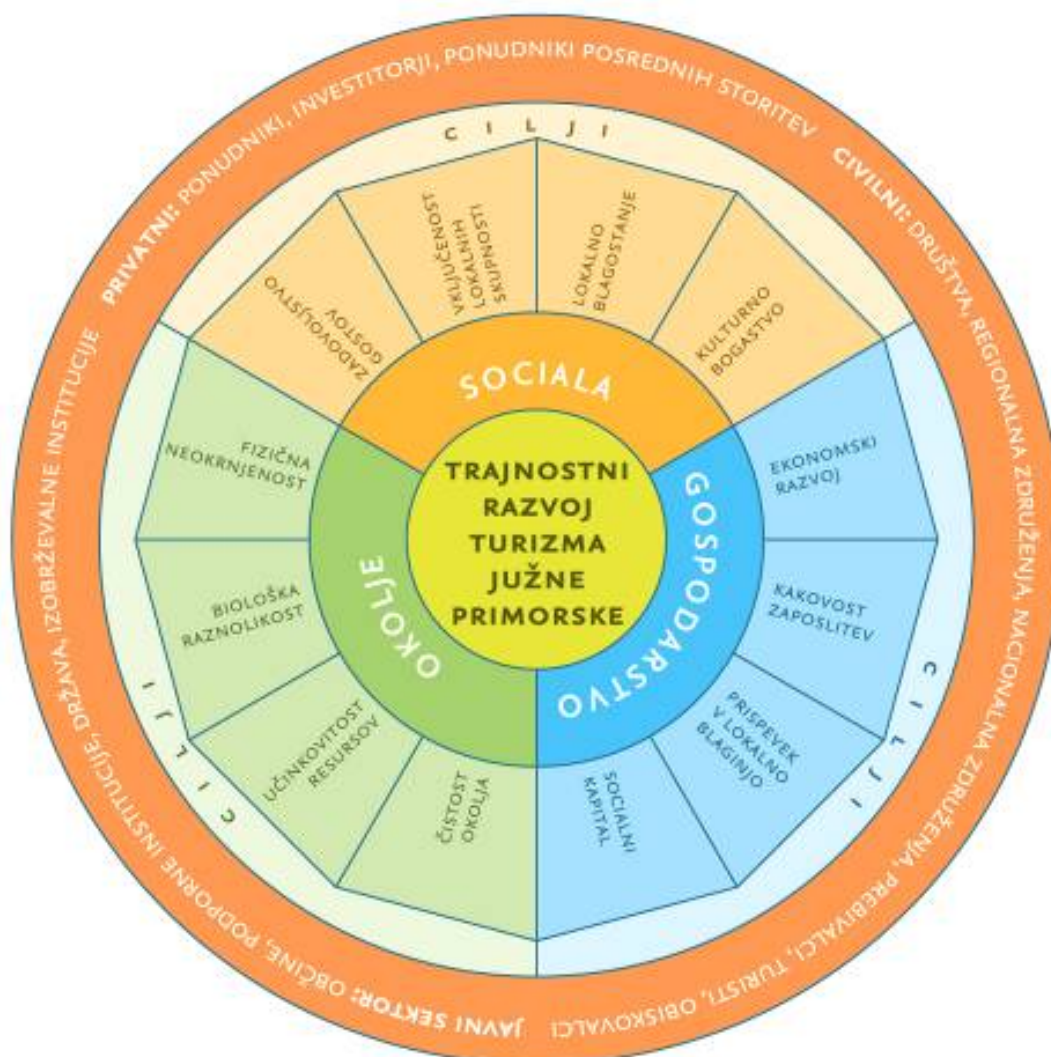 PRIVATNI: PONUDNIKI, INVESTITORJI, PONUDNIKI POSREDNIH STORITEV
CIVILNI: DRUŠTVA, REGIONALNA ZDRUŽENJA, NACIONALNA ZDRUŽENJA, PREBIVALCI, TURISTI, OBISKOVALCI
JAVNI SEKTOR: OBČINE, PODPORNE INSTITUCIJE, DRŽAVA, IZOBRŽEVALNE INSTITUCIJE
CILJI
ZADOVOLJSTVO
GOSTOV
VKLJUČENOST
LOKALNIH
SKUPNOSTI
LOKALNO
BLAGOSTANJE
KULTURNO
BOGASTVO
SOCIALA
CILJI
EKONOMSKI
RAZVOJ
KAKOVOST
ZAPOSLITEV
PRISPEVEK
V LOKALNO
BLAGINJO
SOCIALNI
KAPITAL
GOSPODARSTVO
CILJI
FIZIČNA
NEOKRNJENOST
BIOLOŠKA
RAZNOLIKOST
UČINKOVITOST
RESURSOV
ČISTOST
OKOLJA
OKOLJE
TRAJNOSTNI
RAZVOJ
TURIZMA
JUŽNE
PRIMORSKE